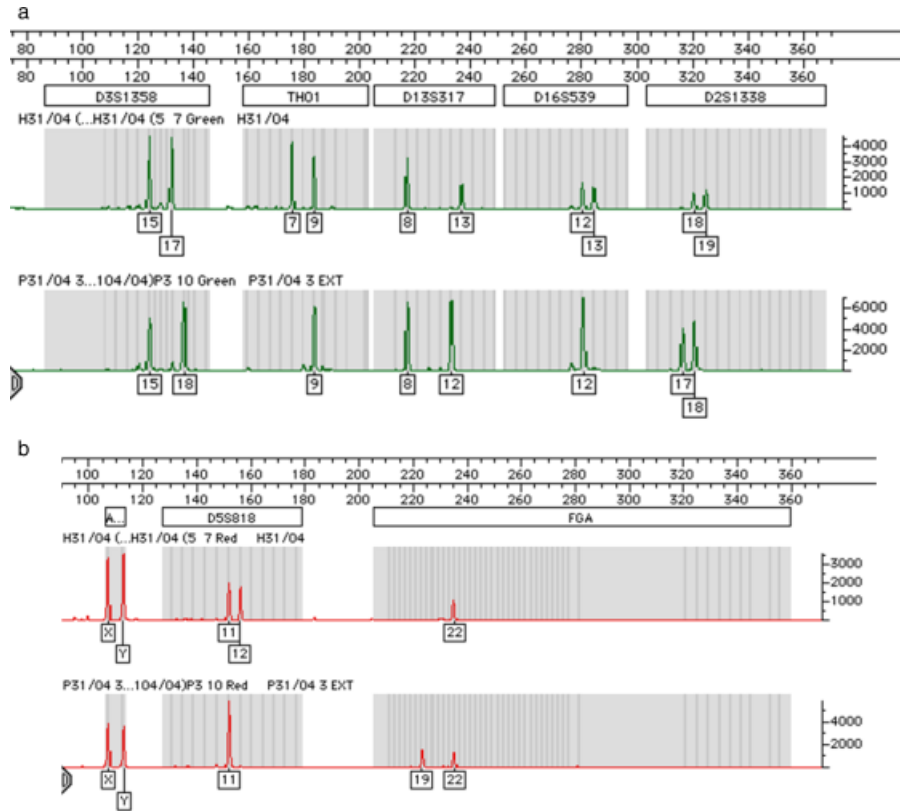 a
80 100 120 140 160 180 200 220 240 260 280 300 320 340 360
80 100 120 140 160 180 200 220 240 260 280 300 320 340 360
D3S1358 TH01 D13S317 D16S539 D2S1338
H31/04 (...H31/04 (5 7 Green H31/04
4000
3000
2000
1000
15 7 9 8 13 12 18
17 13 19
P31/04 3...104/04)P3 10 Green P31/04 3 EXT
6000
4000
2000
15 18 9 8 12 12 17
18
b
100 120 140 160 180 200 220 240 260 280 300 320 340 360
100 120 140 160 180 200 220 240 260 280 300 320 340 360
A... D5S818 FGA
H31/04 (...H31/04 (5 7 Red H31/04
3000
2000
1000
X 11 22
Y 12
P31/04 3...104/04)P3 10 Red P31/04 3 EXT
4000
2000
X 11 19 22
Y